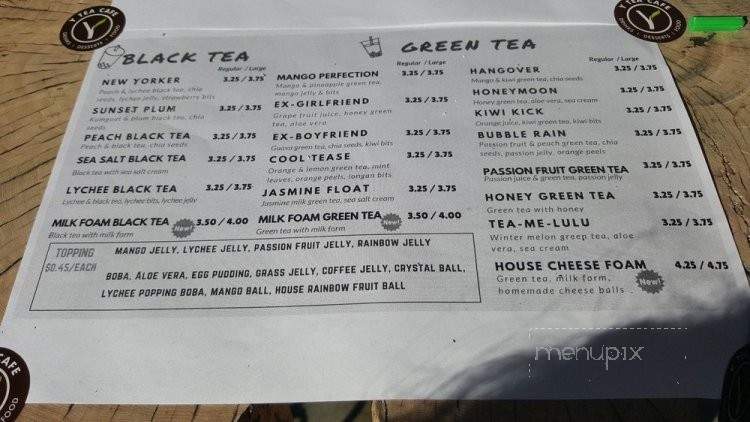 Y TEA CAFE
DRINKS | DESSERTS | FOOD
Y TEA CAFE
DRINKS | DESSERTS | FOOD
BLACK TEA
Regular / Large
NEW YORKER 3.25 / 3.75
Peach & lychee black tea, chia
seeds, lychee jelly, strawberry bits
SUNSET PLUM 3.25 / 3.75
Kumquat & plum black tea, chia
seeds
PEACH BLACK TEA 3.25 / 3.75
Peach & black tea, chia seeds
SEA SALT BLACK TEA 3.25 / 3.75
Black tea with sea salt cream
LYCHEE BLACK TEA 3.25 / 3.75
Lychee & black tea, lychee bits, lychee jelly
MILK FOAM BLACK TEA New! 3.50 / 4.00
Black tea with milk form
GREEN TEA
Regular / Large
MANGO PERFECTION 3.25 / 3.75
Mango & pineapple green tea,
mango jelly & bits
EX-GIRLFRIEND 3.25 / 3.75
Grape fruit juice, honey green
tea, aloe vera
EX-BOYFRIEND 3.25 / 3.75
Guava green tea, chia seeds, kiwi bits
COOL TEASE 3.25 / 3.75
Orange & lemon green tea, mint
leaves, orange peels, longan bits
JASMINE FLOAT 3.25 / 3.75
Jasmine milk green tea, sea salt cream
MILK FOAM GREEN TEA New! 3.50 / 4.00
Green tea with milk form
Regular / Large
HANGOVER 3.25 / 3.75
Mango & kiwi green tea, chia seeds
HONEYMOON 3.25 / 3.75
Honey green tea, aloe vera, sea cream
KIWI KICK 3.25 / 3.75
Orange juice, kiwi green tea, kiwi bits
BUBBLE RAIN 3.25 / 3.75
Passion fruit & peach green tea, chia
seeds, passion jelly, orange peels
PASSION FRUIT GREEN TEA 3.25 / 3.75
Passion juice & green tea, passion jelly
HONEY GREEN TEA 3.25 / 3.75
Green tea with honey
TEA-ME-LULU 3.25 / 3.75
Winter melon green tea, aloe
vera, sea cream
HOUSE CHEESE FOAM 4.25 / 4.75
Green tea, milk form,
homemade cheese balls New!
TOPPING
$0.45/EACH
MANGO JELLY, LYCHEE JELLY, PASSION FRUIT JELLY, RAINBOW JELLY
BOBA, ALOE VERA, EGG PUDDING, GRASS JELLY, COFFEE JELLY, CRYSTAL BALL,
LYCHEE POPPING BOBA, MANGO BALL, HOUSE RAINBOW FRUIT BALL
menupix
CAFE
FOOD